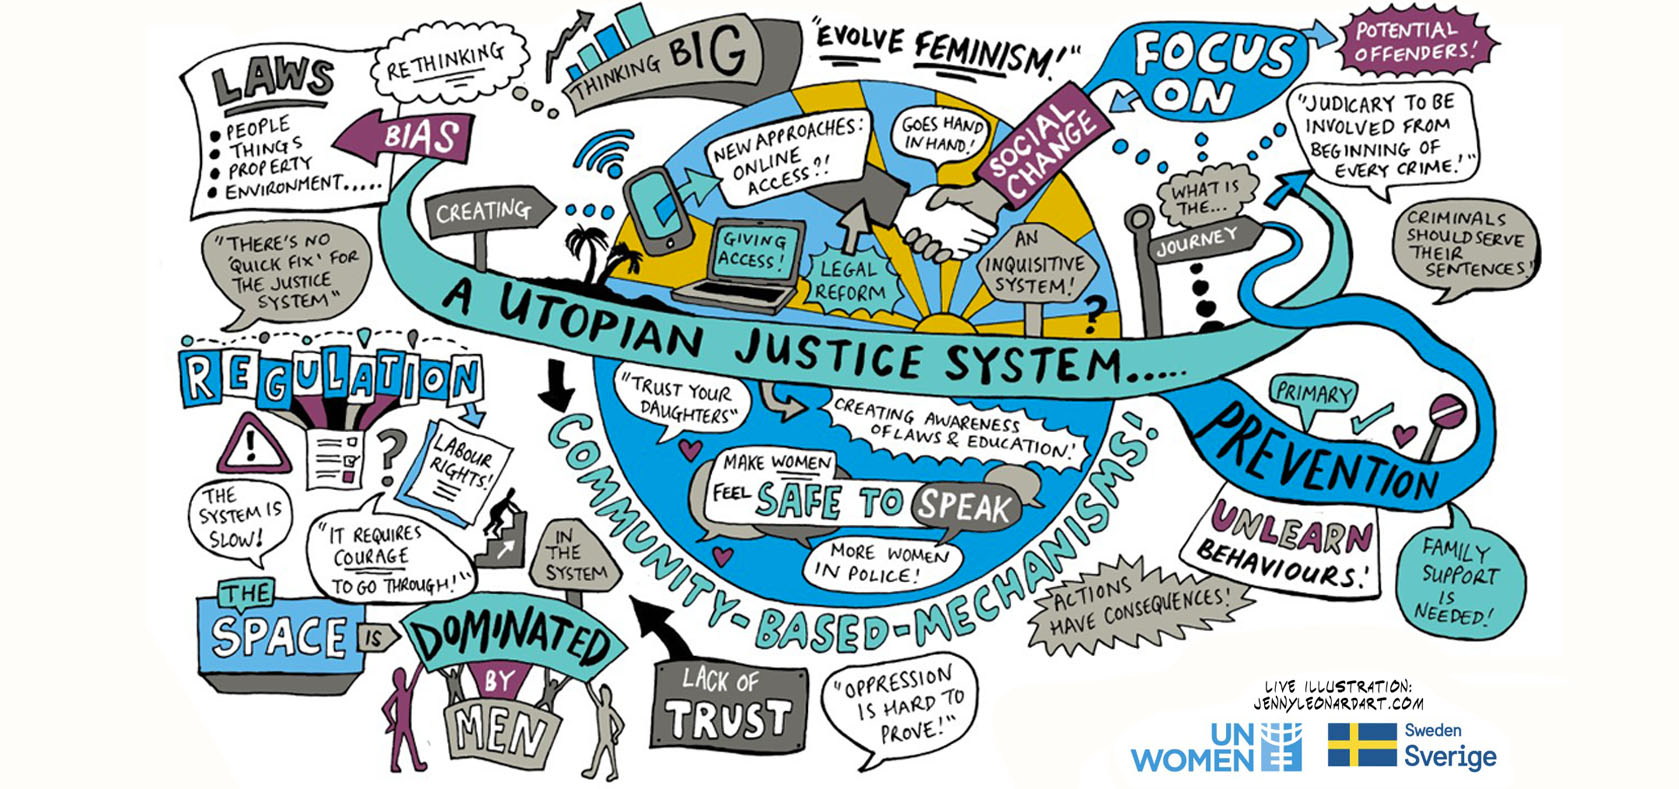 LAWS
PEOPLE
THINGS
PROPERTY
ENVIRONMENT.....
RETHINKING
BIAS
THINKING BIG
"EVOLVE FEMINISM!"
FOCUS
ON
POTENTIAL
OFFENDERS!
"JUDICARY TO BE
INVOLVED FROM
BEGINNING OF
EVERY CRIME!"
CREATING
NEW APPROACHES:
ONLINE
ACCESS?!
GOES HAND
IN HAND!
SOCIAL
CHANGE
GIVING
ACCESS!
LEGAL
REFORM
AN
INQUISITIVE
SYSTEM!
?
WHAT IS
THE...
JOURNEY
CRIMINALS
SHOULD SERVE
THEIR
SENTENCES!
"THERE'S NO
'QUICK FIX' FOR
THE JUSTICE
SYSTEM"
A UTOPIAN JUSTICE SYSTEM.....
REGULATION
!
?
LABOUR
RIGHTS!
THE
SYSTEM IS
SLOW!
"IT REQUIRES
COURAGE
TO GO THROUGH!"
IN
THE
SYSTEM
THE
SPACE
IS
DOMINATED
BY
MEN
"TRUST YOUR
DAUGHTERS"
CREATING AWARENESS
OF LAWS & EDUCATION!
MAKE WOMEN
FEEL SAFE TO SPEAK
MORE WOMEN
IN POLICE!
COMMUNITY-BASED-MECHANISMS!
LACK OF
TRUST
"OPPRESSION
IS HARD TO
PROVE!"
PRIMARY
PREVENTION
UNLEARN
BEHAVIOURS!
ACTIONS
HAVE CONSEQUENCES!
FAMILY
SUPPORT
IS
NEEDED!
LIVE ILLUSTRATION:
JENNYLEONARDART.COM
UN
WOMEN
Sweden
Sverige